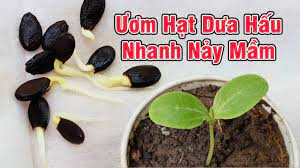 Ươm Hạt Dưa Hấu
Nhanh Nảy Mầm